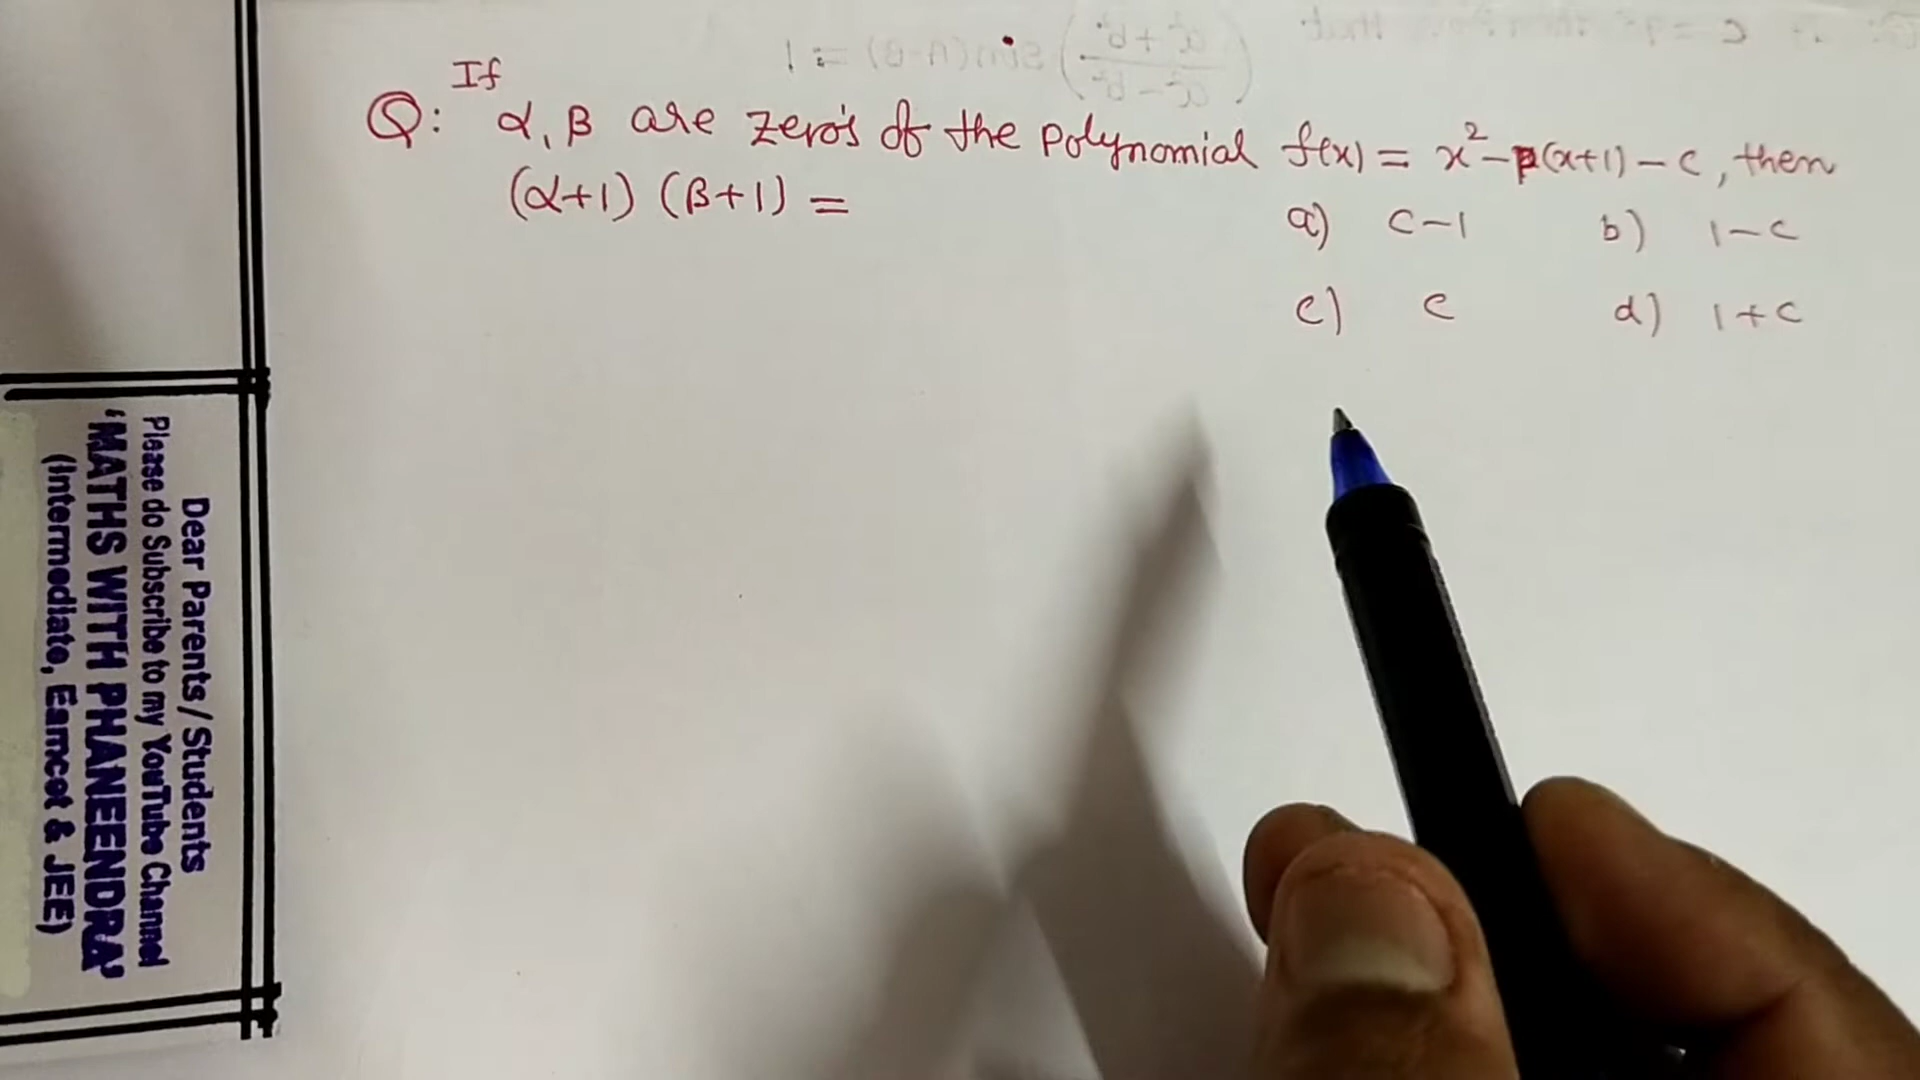 If
Q: α, β are zero's of the polynomial f(x) = x² - p(x+1) - c, then
(α+1) (β+1) =
a) c-1 b) 1-c
c) c d) 1+c
Dear Parents / Students
Please do Subscribe to my YouTube Channel
'MATHS WITH PHANEENDRA'
(Intermediate, Eamcet & JEE)